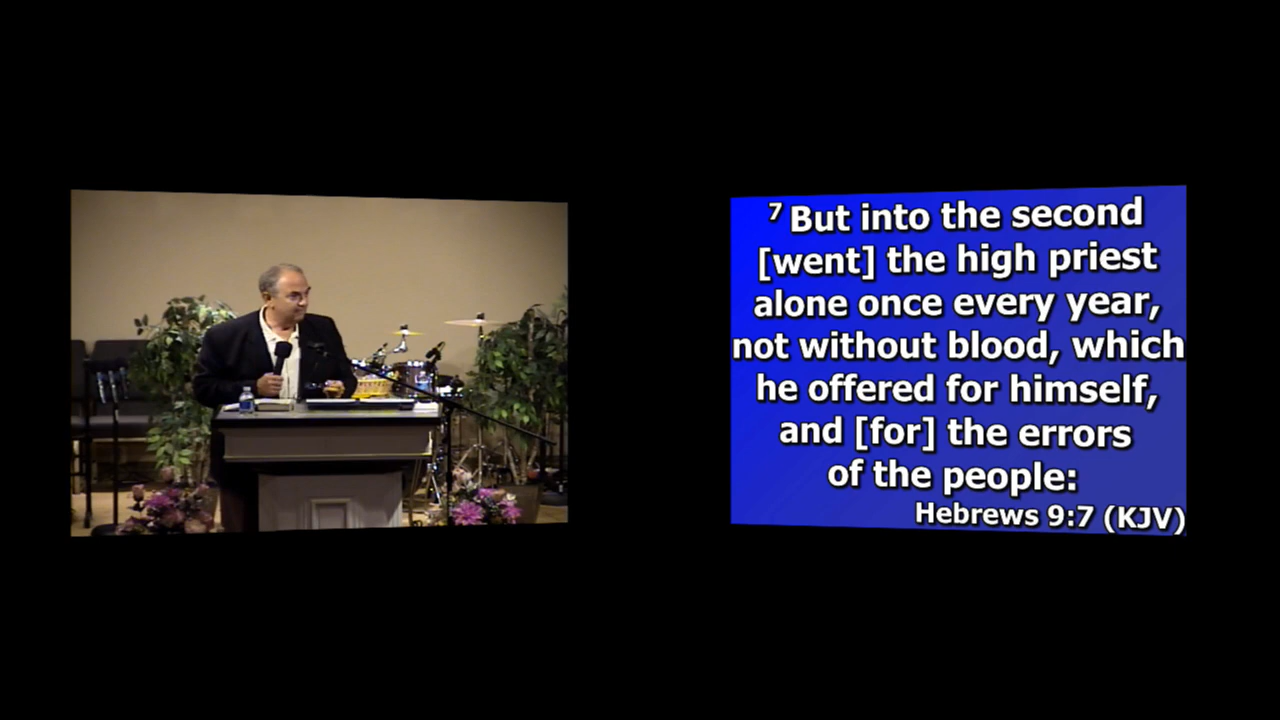 7 But into the second
[went] the high priest
alone once every year,
not without blood, which
he offered for himself,
and [for] the errors
of the people:
Hebrews 9:7 (KJV)